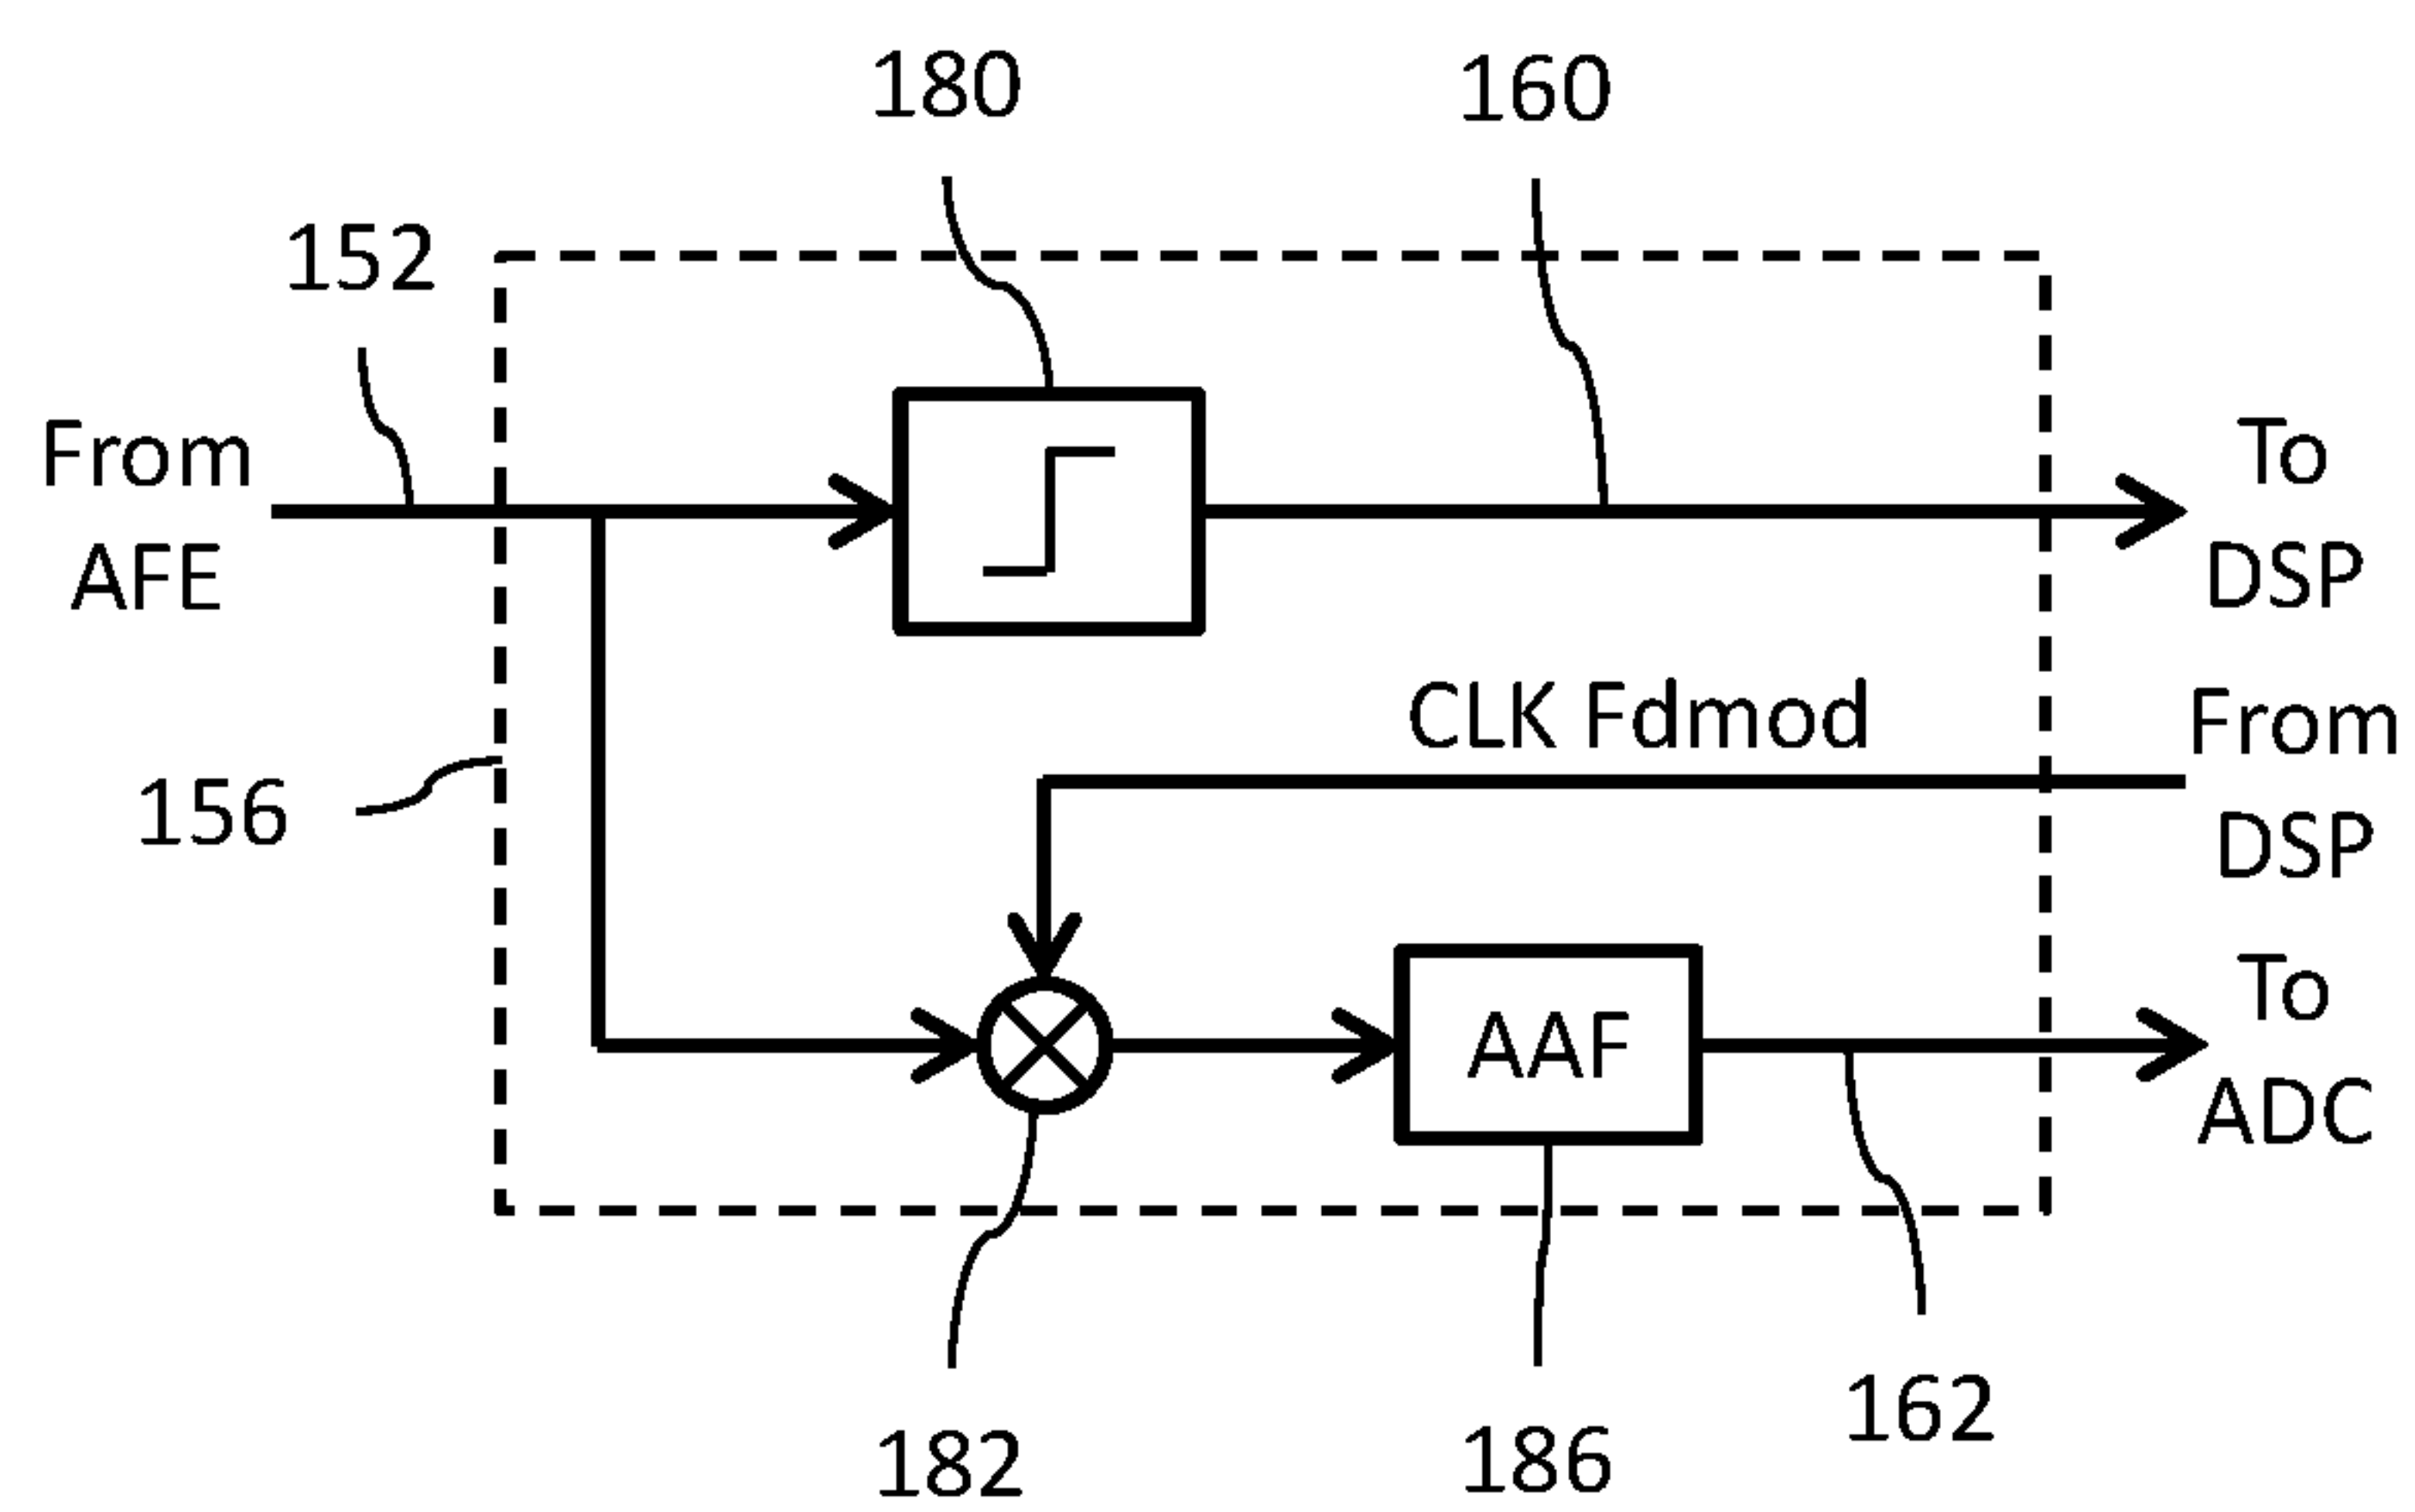 180
160
152
From
AFE
To
DSP
CLK Fdmod
From
DSP
156
AAF
To
ADC
182
186
162